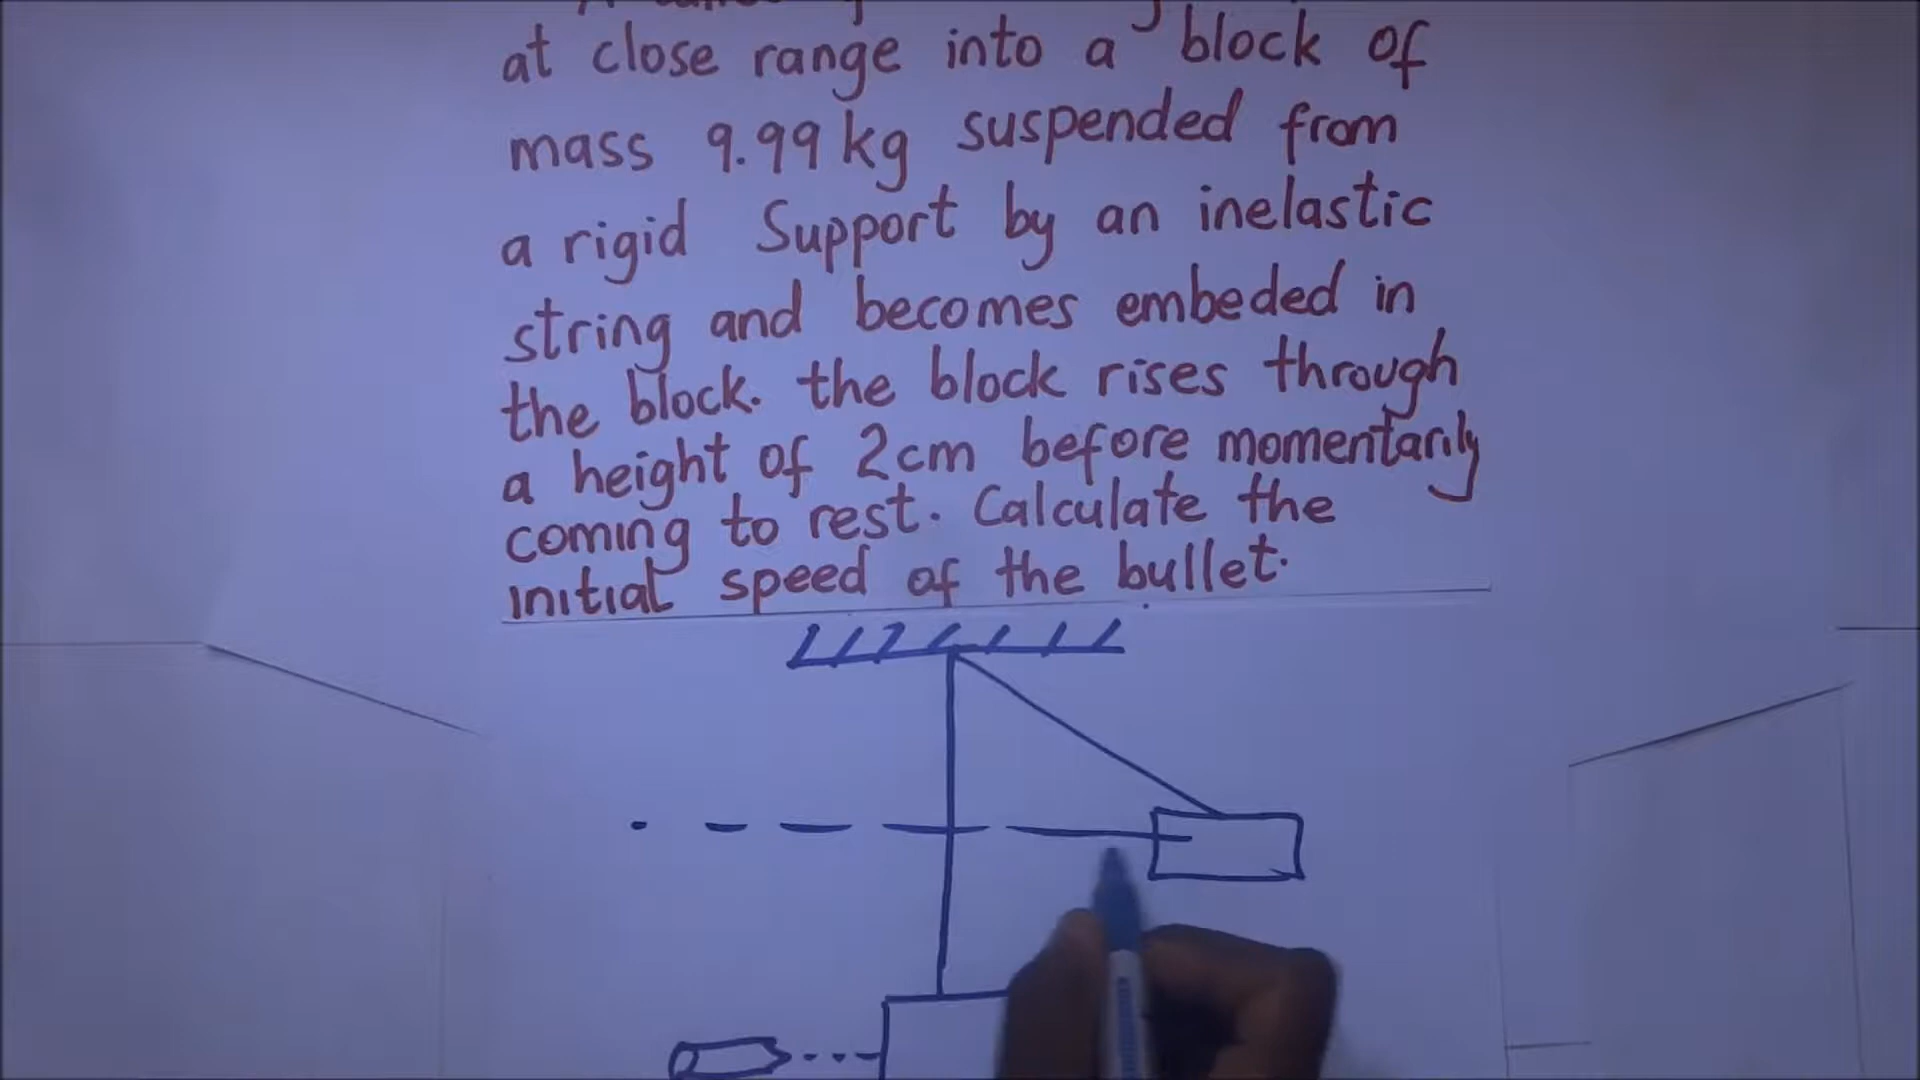 at close range into a block of
mass 9.99kg suspended from
a rigid Support by an inelastic
string and becomes embeded in
the block. the block rises through
a height of 2cm before momentarily
coming to rest. Calculate the
initial speed of the bullet.